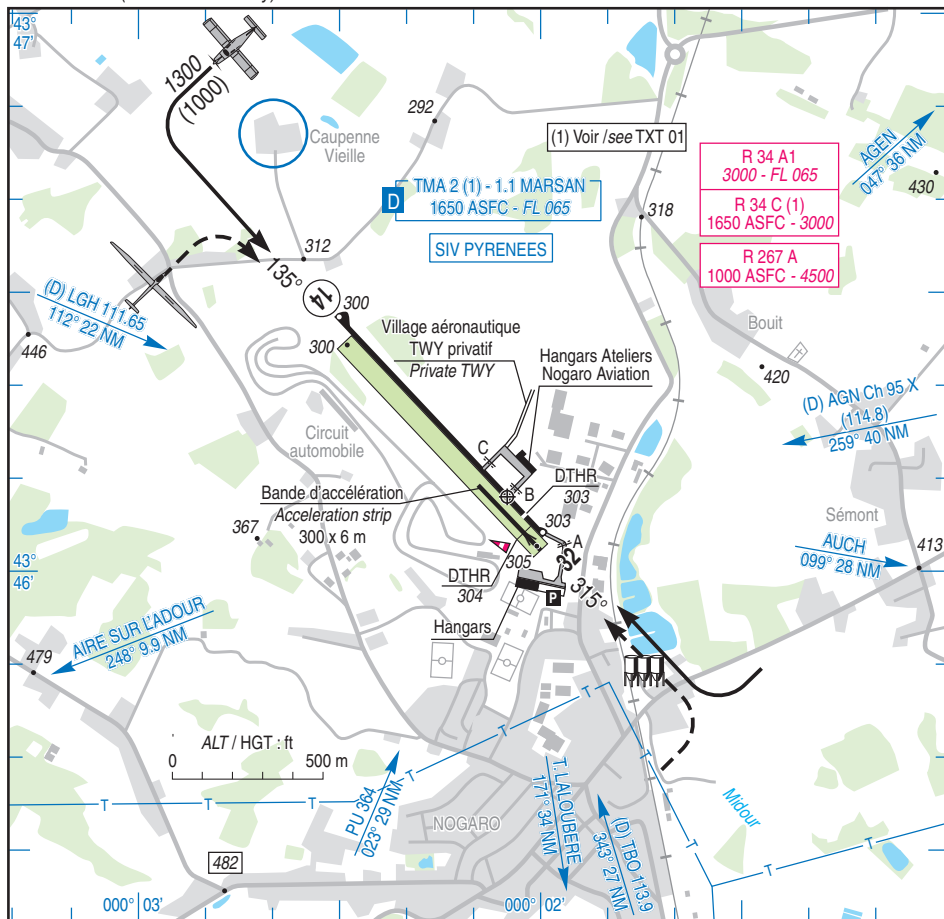 43°
47'
1300
(1000)
292
Caupenne
Vieille
(1) Voir / see TXT 01
R 34 A1
3000 - FL 065
R 34 C (1)
1650 ASFC - 3000
R 267 A
1000 ASFC - 4500
AGEN
047° 36 NM
430
D
TMA 2 (1) - 1.1 MARSAN
1650 ASFC - FL 065
SIV PYRENEES
318
312
135°
14
300
300
(D) LGH 111.65
112° 22 NM
446
Village aéronautique
TWY privatif
Private TWY
Hangars Ateliers
Nogaro Aviation
Bouit
420
(D) AGN Ch 95 X
(114.8)
259° 40 NM
Circuit
automobile
C
B
DTHR
303
303
A
Bande d'accélération
Acceleration strip
300 x 6 m
367
Sémont
413
AUCH
099° 28 NM
43°
46'
305
32
315°
DTHR
304
P
Hangars
AIRE SUR L'ADOUR
248° 9.9 NM
479
ALT / HGT : ft
0
500 m
T
T
T
T
T
T
T
PU 364
023° 29 NM
NOGARO
T. LALOUBERE
171° 34 NM
(D) TBO 113.9
343° 27 NM
Midour
482
000° 03'
000° 02'